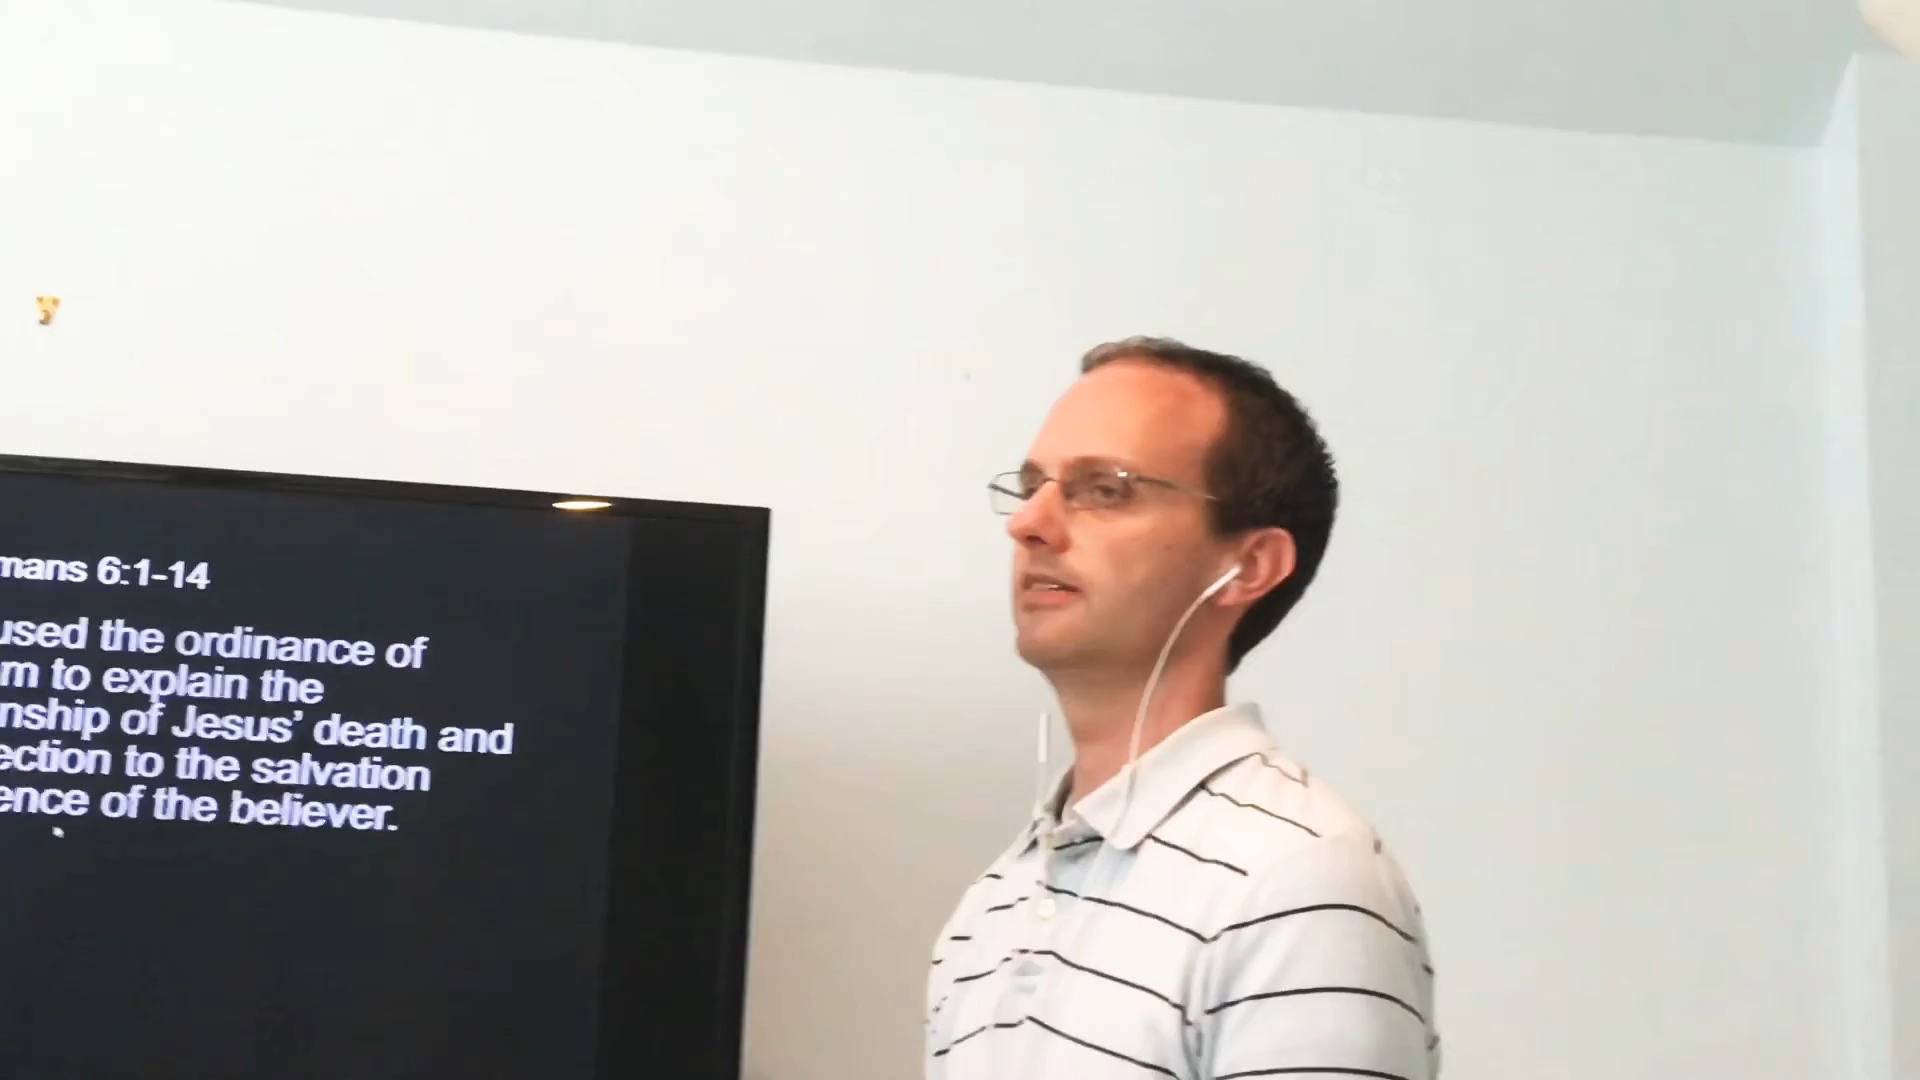 mans 6:1-14
used the ordinance of
m to explain the
nship of Jesus’ death and
ection to the salvation
ence of the believer.